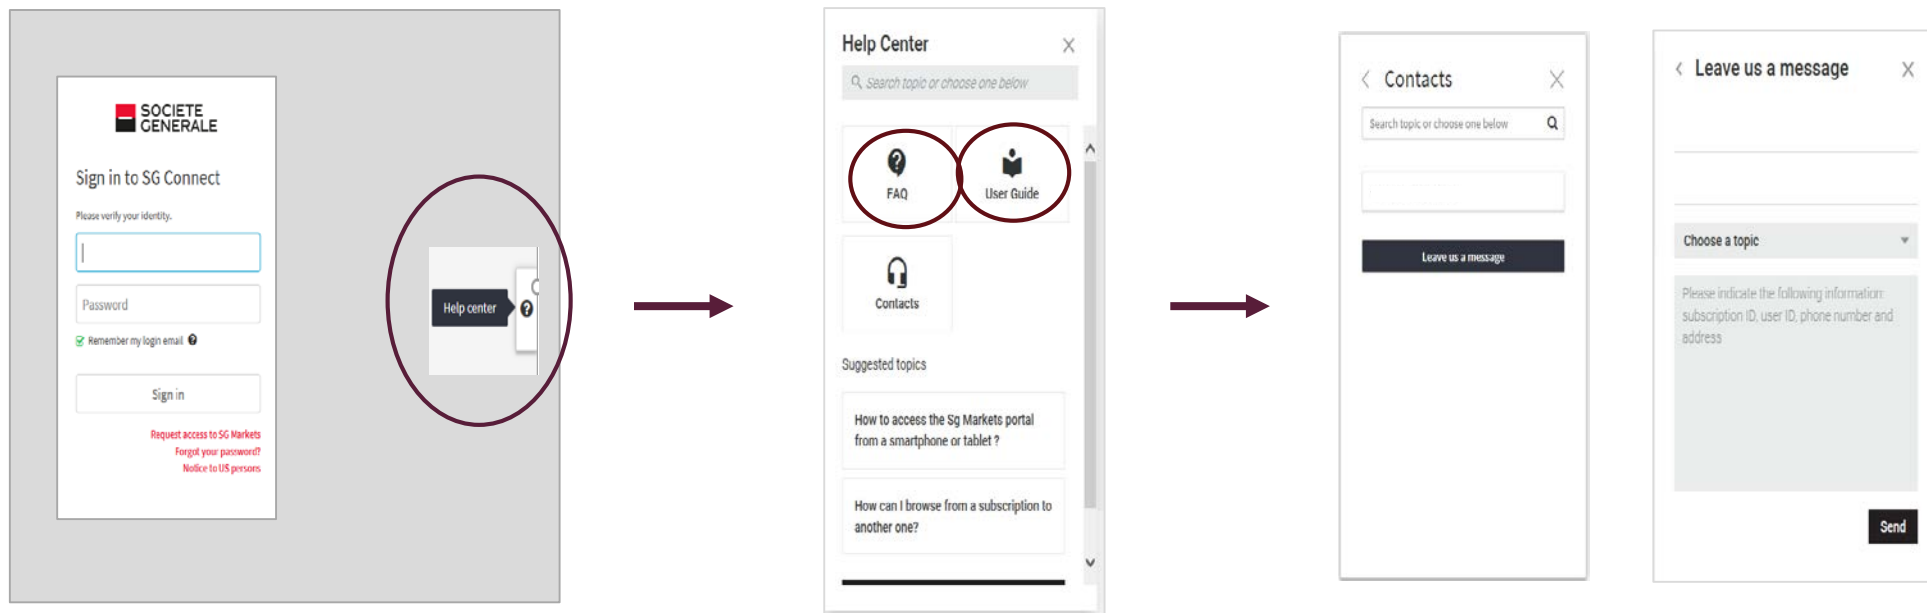 SOCIETE
GENERALE
Sign in to SG Connect
Please verify your identity.
Password
Remember my login email
Sign in
Request access to SG Markets
Forgot your password?
Notice to US persons
Help center
Help Center
Search topic or choose one below
FAQ
User Guide
Contacts
Suggested topics
How to access the Sg Markets portal
from a smartphone or tablet ?
How can I browse from a subscription to
another one?
Contacts
Search topic or choose one below
Leave us a message
Leave us a message
Choose a topic
Please indicate the following information:
subscription ID, user ID, phone number and
address
Send